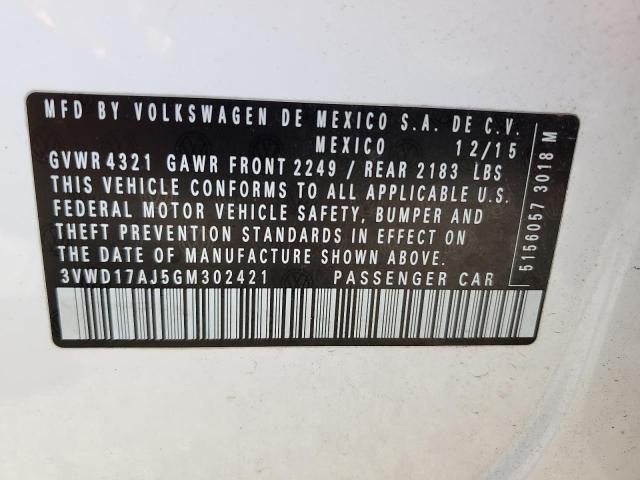 MFD BY VOLKSWAGEN DE MEXICO S.A. DE C.V.
MEXICO 12/15
GVWR 4321 GAWR FRONT 2249 / REAR 2183 LBS
THIS VEHICLE CONFORMS TO ALL APPLICABLE U.S.
FEDERAL MOTOR VEHICLE SAFETY, BUMPER AND
THEFT PREVENTION STANDARDS IN EFFECT ON
THE DATE OF MANUFACTURE SHOWN ABOVE.
3VWD17AJ5GM302421 PASSENGER CAR
5156057 3018 M